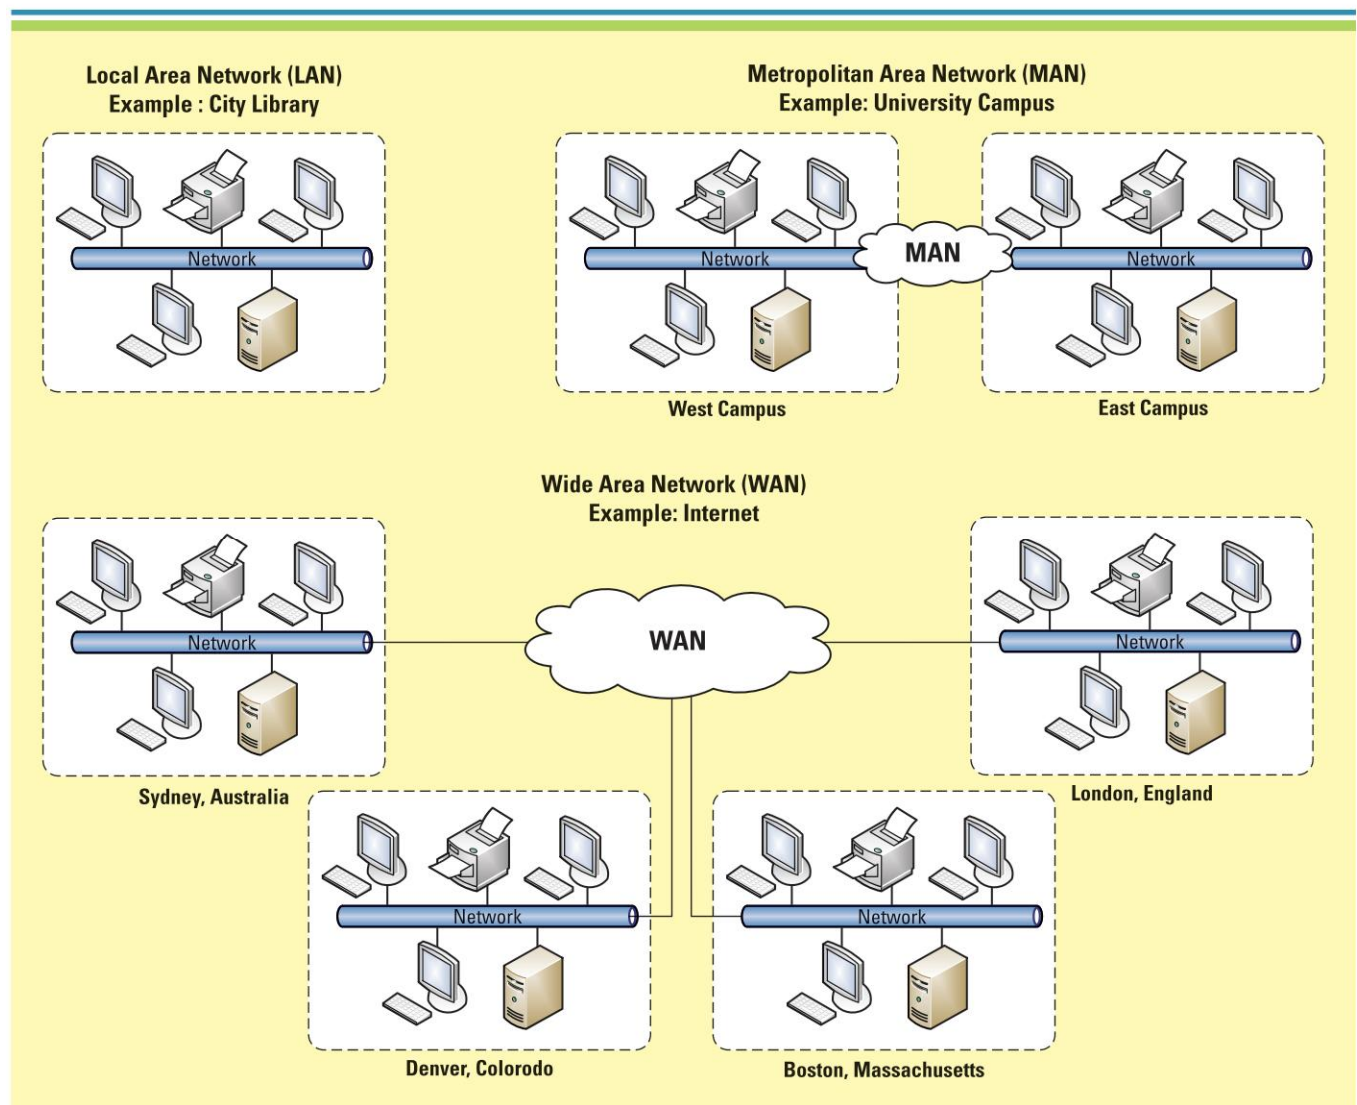 Local Area Network (LAN)
Example : City Library
Network
Metropolitan Area Network (MAN)
Example: University Campus
Network
MAN
Network
West Campus
East Campus
Wide Area Network (WAN)
Example: Internet
Network
WAN
Network
Sydney, Australia
London, England
Network
Network
Denver, Colorodo
Boston, Massachusetts